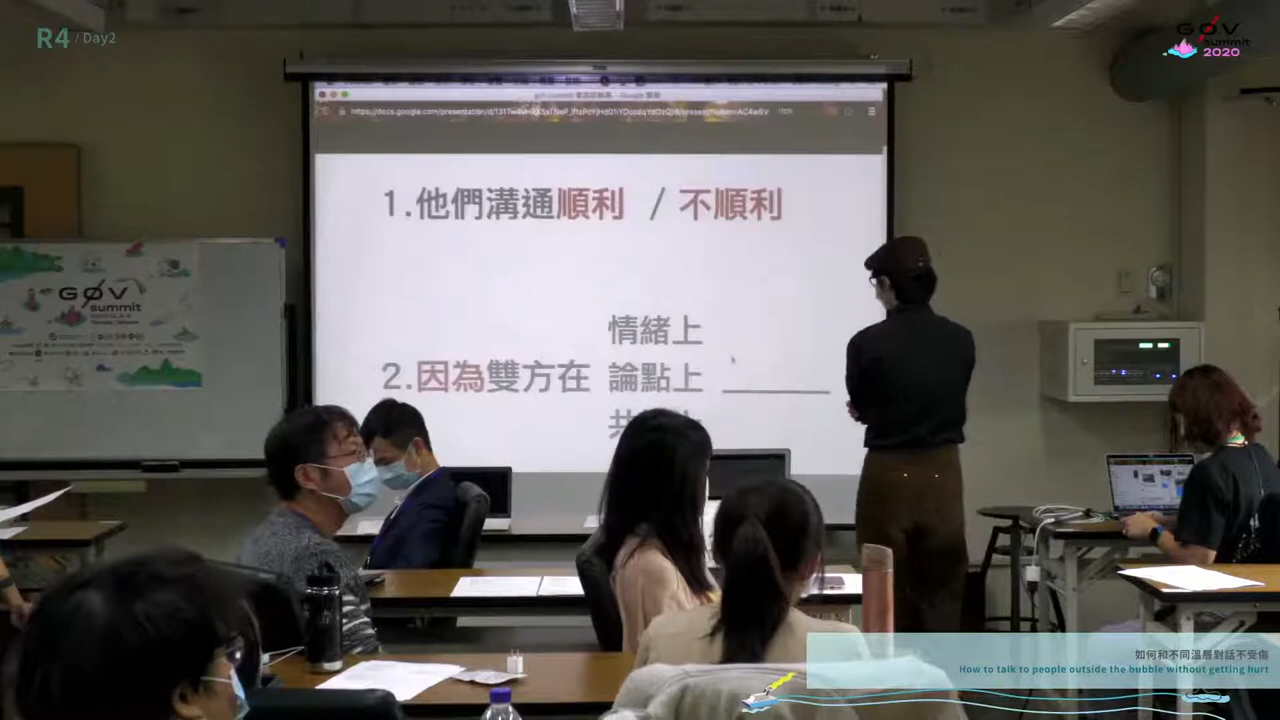 R4 / Day2
GØV
summit
2020
1.他們溝通順利 / 不順利
情緒上
2.因為雙方在 論點上
GØV
summit
如何和不同溫層對話不受傷
How to talk to people outside the bubble without getting hurt